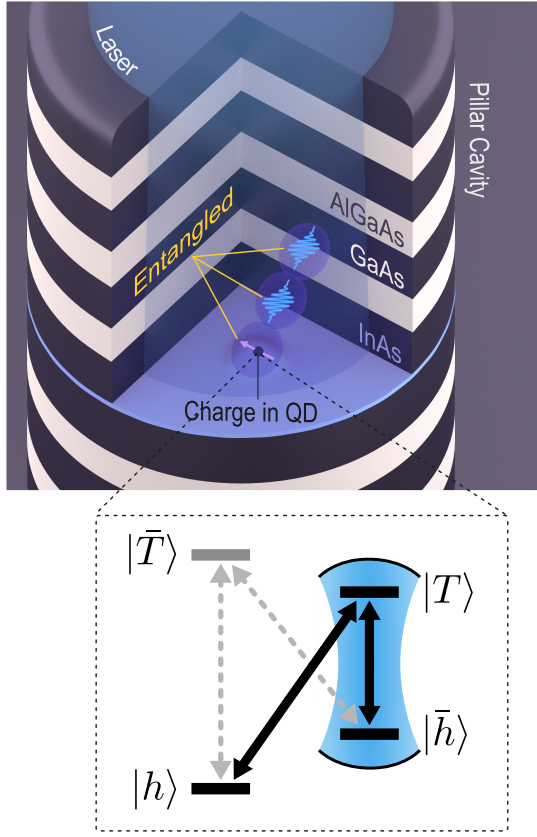 Laser
Pillar Cavity
Entangled
AlGaAs
GaAs
InAs
Charge in QD
|T̄⟩
|T⟩
|h̄⟩
|h⟩